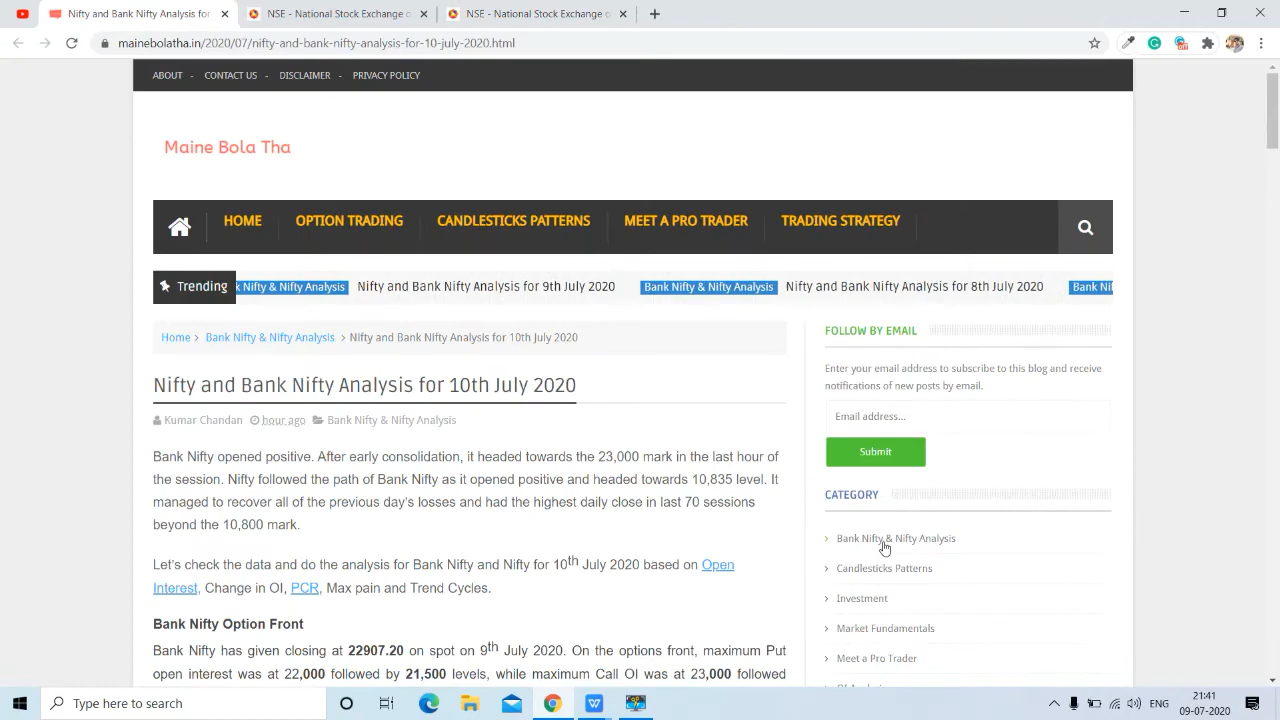 Nifty and Bank Nifty Analysis for
NSE - National Stock Exchange o
NSE - National Stock Exchange o
mainebolatha.in/2020/07/nifty-and-bank-nifty-analysis-for-10-july-2020.html
ABOUT - CONTACT US - DISCLAIMER - PRIVACY POLICY
Maine Bola Tha
HOME OPTION TRADING CANDLESTICKS PATTERNS MEET A PRO TRADER TRADING STRATEGY
Trending k Nifty & Nifty Analysis Nifty and Bank Nifty Analysis for 9th July 2020 Bank Nifty & Nifty Analysis Nifty and Bank Nifty Analysis for 8th July 2020 Bank Ni
Home > Bank Nifty & Nifty Analysis > Nifty and Bank Nifty Analysis for 10th July 2020
Nifty and Bank Nifty Analysis for 10th July 2020
Kumar Chandan hour ago Bank Nifty & Nifty Analysis
Bank Nifty opened positive. After early consolidation, it headed towards the 23,000 mark in the last hour of
the session. Nifty followed the path of Bank Nifty as it opened positive and headed towards 10,835 level. It
managed to recover all of the previous day's losses and had the highest daily close in last 70 sessions
beyond the 10,800 mark.
Let's check the data and do the analysis for Bank Nifty and Nifty for 10th July 2020 based on Open
Interest, Change in OI, PCR, Max pain and Trend Cycles.
Bank Nifty Option Front
Bank Nifty has given closing at 22907.20 on spot on 9th July 2020. On the options front, maximum Put
open interest was at 22,000 followed by 21,500 levels, while maximum Call OI was at 23,000 followed
FOLLOW BY EMAIL
Enter your email address to subscribe to this blog and receive
notifications of new posts by email.
Email address...
Submit
CATEGORY
Bank Nifty & Nifty Analysis
Candlesticks Patterns
Investment
Market Fundamentals
Meet a Pro Trader
Type here to search
ENG
21:41
09-07-2020